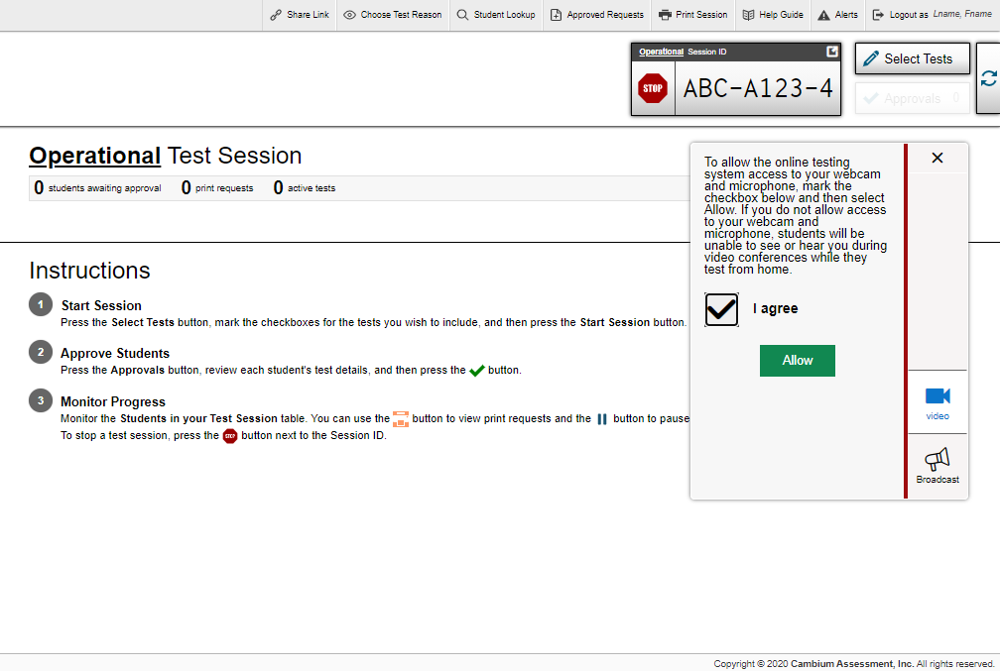 Share Link Choose Test Reason Student Lookup Approved Requests Print Session Help Guide Alerts Logout as Lname, Fname
Operational Session ID
STOP ABC-A123-4
Select Tests
Approvals 0
Operational Test Session
0 students awaiting approval 0 print requests 0 active tests
Instructions
1 Start Session
Press the Select Tests button, mark the checkboxes for the tests you wish to include, and then press the Start Session button.
2 Approve Students
Press the Approvals button, review each student's test details, and then press the button.
3 Monitor Progress
Monitor the Students in your Test Session table. You can use the button to view print requests and the button to pause
To stop a test session, press the STOP button next to the Session ID.
To allow the online testing
system access to your webcam
and microphone, mark the
checkbox below and then select
Allow. If you do not allow access
to your webcam and
microphone, students will be
unable to see or hear you during
video conferences while they
test from home.
I agree
Allow
video
Broadcast
Copyright © 2020 Cambium Assessment, Inc. All rights reserved.